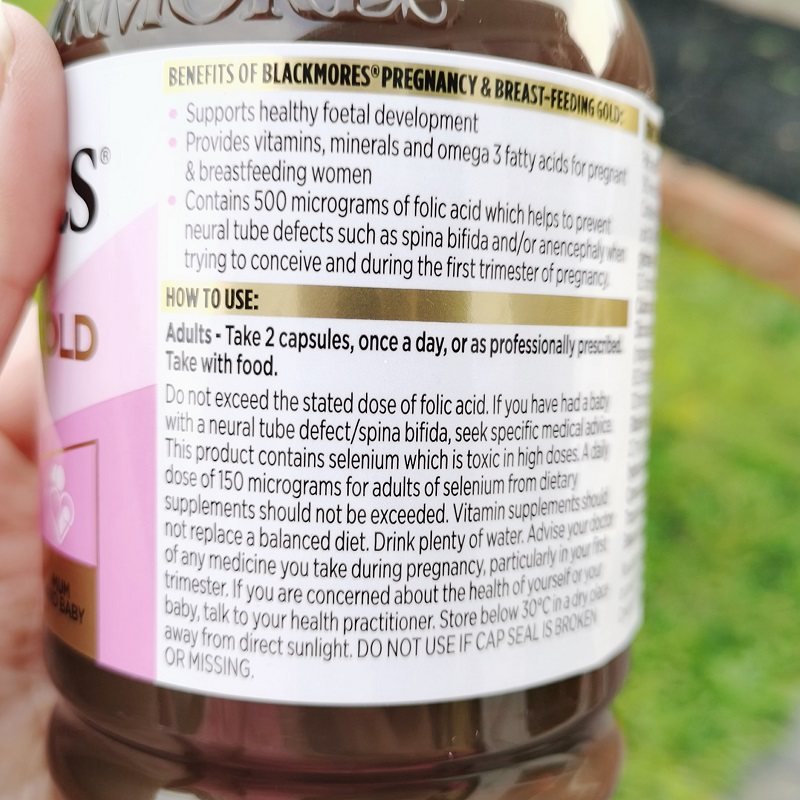 BENEFITS OF BLACKMORES® PREGNANCY & BREAST-FEEDING GOLD:
• Supports healthy foetal development
• Provides vitamins, minerals and omega 3 fatty acids for pregnant
& breastfeeding women
• Contains 500 micrograms of folic acid which helps to prevent
neural tube defects such as spina bifida and/or anencephaly when
trying to conceive and during the first trimester of pregnancy.
HOW TO USE:
Adults - Take 2 capsules, once a day, or as professionally prescribed.
Take with food.
Do not exceed the stated dose of folic acid. If you have had a baby
with a neural tube defect/spina bifida, seek specific medical advice.
This product contains selenium which is toxic in high doses. A daily
dose of 150 micrograms for adults of selenium from dietary
supplements should not be exceeded. Vitamin supplements should
not replace a balanced diet. Drink plenty of water. Advise your doctor
of any medicine you take during pregnancy, particularly in your first
trimester. If you are concerned about the health of yourself or your
baby, talk to your health practitioner. Store below 30°C in a dry place
away from direct sunlight. DO NOT USE IF CAP SEAL IS BROKEN
OR MISSING.
ES®
OLD
MUM
BABY